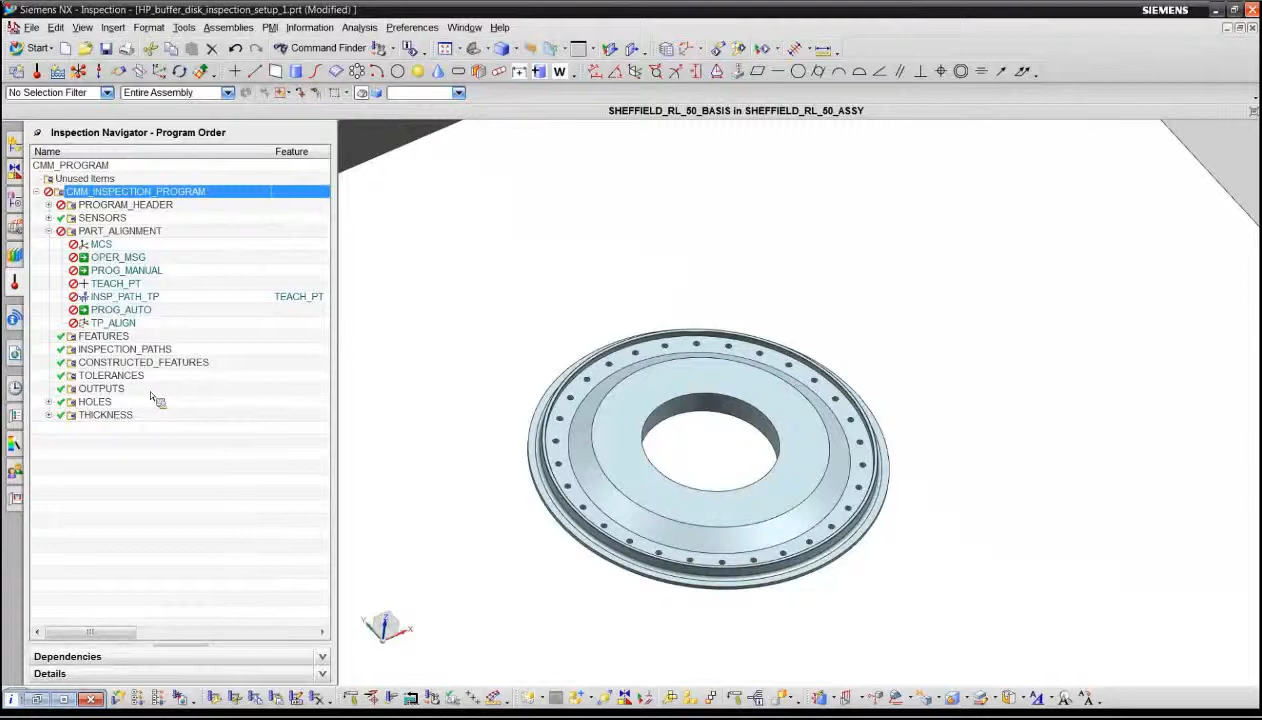 Siemens NX - Inspection - [HP_buffer_disk_inspection_setup_1.prt (Modified) ]
SIEMENS
File Edit View Insert Format Tools Assemblies PMI Information Analysis Preferences Window Help
Start Command Finder
W
No Selection Filter Entire Assembly
SHEFFIELD_RL_50_BASIS in SHEFFIELD_RL_50_ASSY
Inspection Navigator - Program Order
Name Feature
CMM_PROGRAM
Unused Items
CMM_INSPECTION_PROGRAM
PROGRAM_HEADER
SENSORS
PART_ALIGNMENT
MCS
OPER_MSG
PROG_MANUAL
TEACH_PT
INSP_PATH_TP TEACH_PT
PROG_AUTO
TP_ALIGN
FEATURES
INSPECTION_PATHS
CONSTRUCTED_FEATURES
TOLERANCES
OUTPUTS
HOLES
THICKNESS
Z
Y X
Dependencies
Details